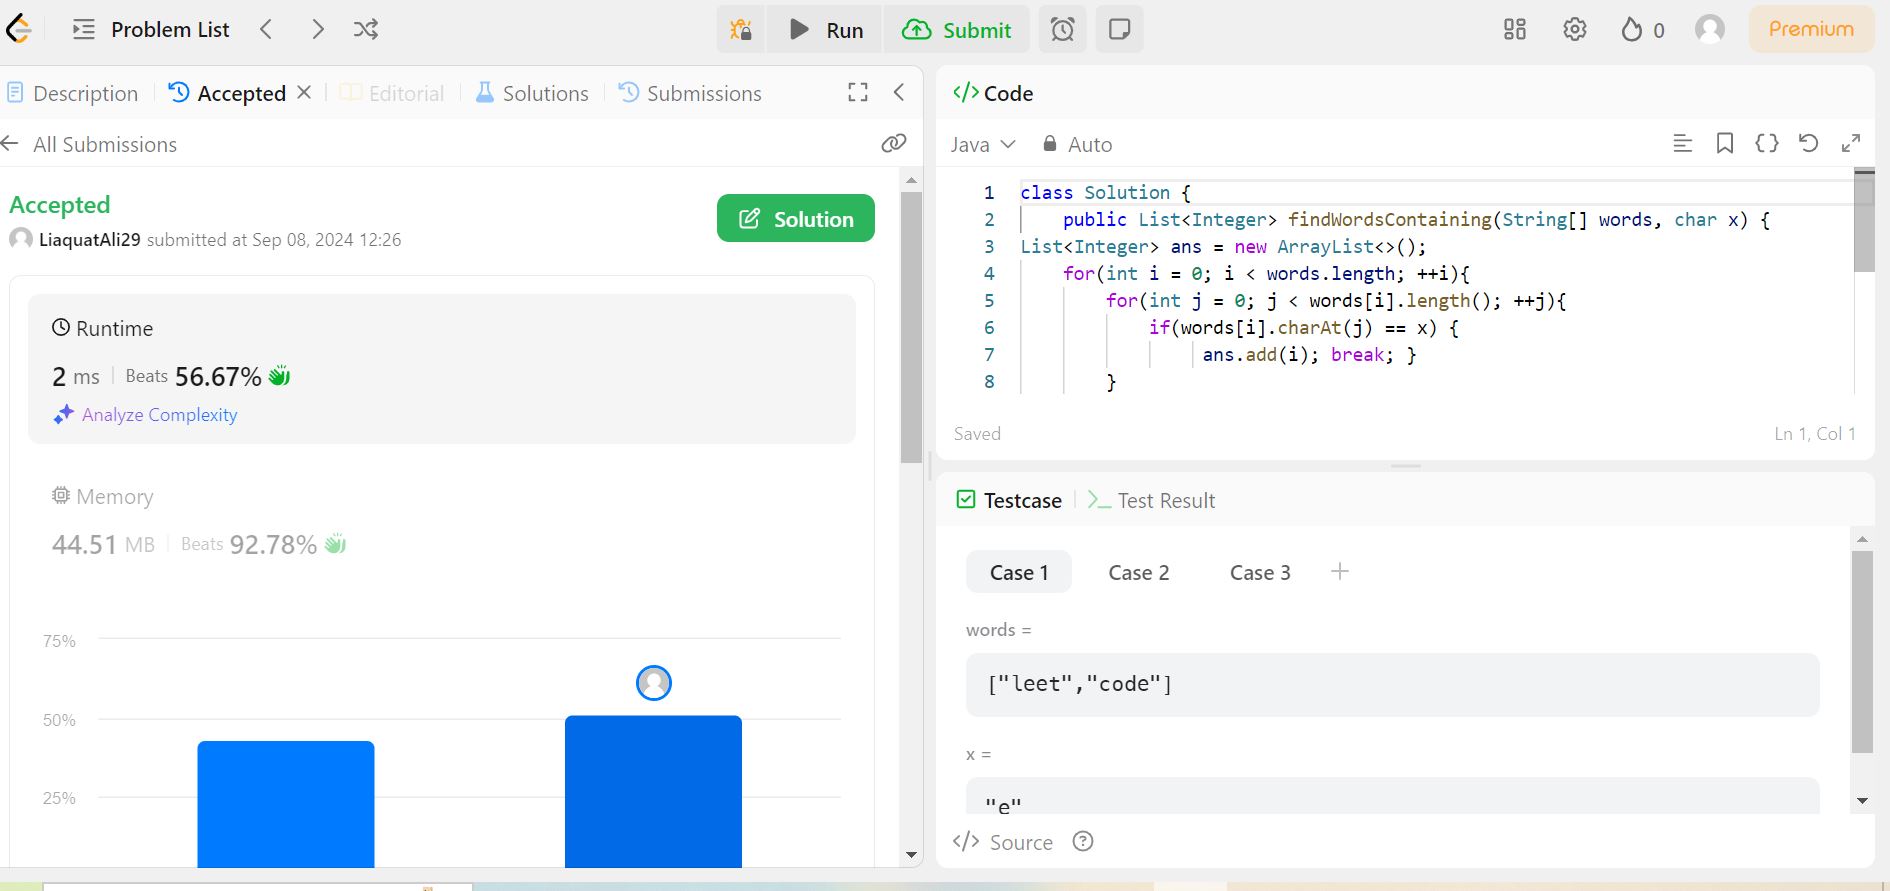 Problem List
Run
Submit
0
Premium
Description
Accepted
Editorial
Solutions
Submissions
All Submissions
Accepted
LiaquatAli29 submitted at Sep 08, 2024 12:26
Solution
Runtime
2 ms
Beats 56.67%
Analyze Complexity
Memory
44.51 MB
Beats 92.78%
75%
50%
25%
</> Code
Java
Auto
1 class Solution {
2 public List<Integer> findWordsContaining(String[] words, char x) {
3 List<Integer> ans = new ArrayList<>();
4 for(int i = 0; i < words.length; ++i){
5 for(int j = 0; j < words[i].length(); ++j){
6 if(words[i].charAt(j) == x) {
7 ans.add(i); break; }
8 }
Saved
Ln 1, Col 1
Testcase
Test Result
Case 1
Case 2
Case 3
words =
["leet","code"]
x =
"e"
</> Source